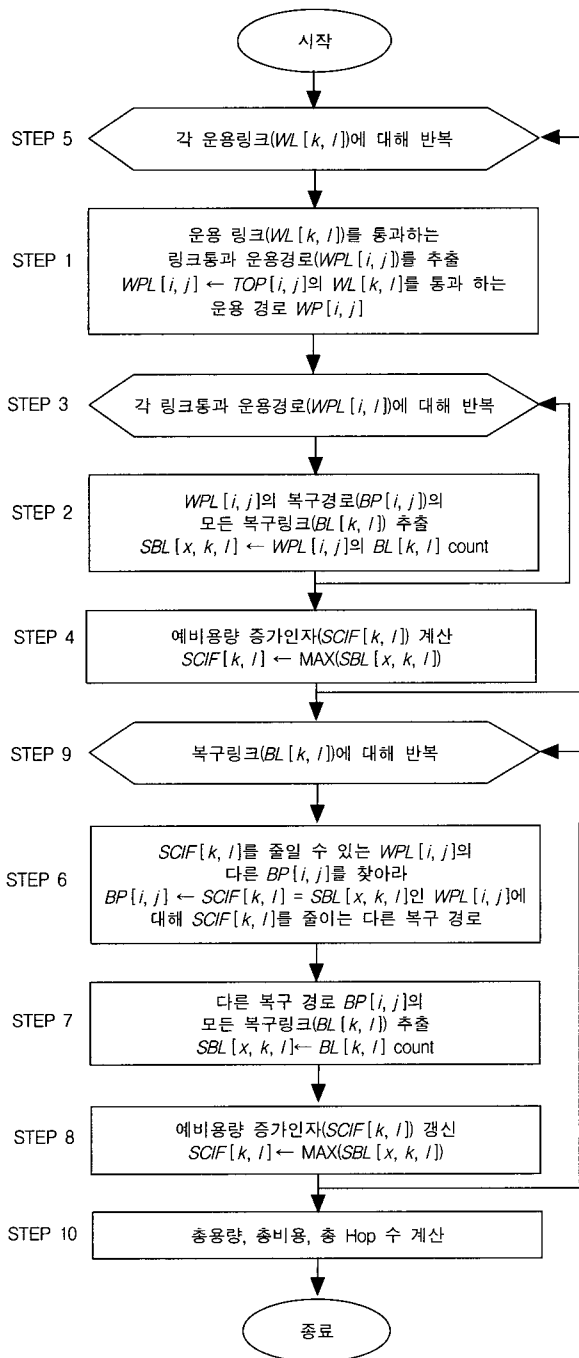 시작
STEP 5
각 운용링크(WL[k, l])에 대해 반복
STEP 1
운용 링크(WL[k, l])를 통과하는
링크통과 운용경로(WPL[i, j])를 추출
WPL[i, j] ← TOP[i, j]의 WL[k, l]를 통과 하는
운용 경로 WP[i, j]
STEP 3
각 링크통과 운용경로(WPL[i, l])에 대해 반복
STEP 2
WPL[i, j]의 복구경로(BP[i, j])의
모든 복구링크(BL[k, l]) 추출
SBL[x, k, l] ← WPL[i, j]의 BL[k, l] count
STEP 4
예비용량 증가인자(SCIF[k, l]) 계산
SCIF[k, l] ← MAX(SBL[x, k, l])
STEP 9
복구링크(BL[k, l])에 대해 반복
STEP 6
SCIF[k, l]를 줄일 수 있는 WPL[i, j]의
다른 BP[i, j]를 찾아라
BP[i, j] ← SCIF[k, l] = SBL[x, k, l]인 WPL[i, j]에
대해 SCIF[k, l]를 줄이는 다른 복구 경로
STEP 7
다른 복구 경로 BP[i, j]의
모든 복구링크(BL[k, l]) 추출
SBL[x, k, l]← BL[k, l] count
STEP 8
예비용량 증가인자(SCIF[k, l]) 갱신
SCIF[k, l]← MAX(SBL[x, k, l])
STEP 10
총용량, 총비용, 총 Hop 수 계산
종료